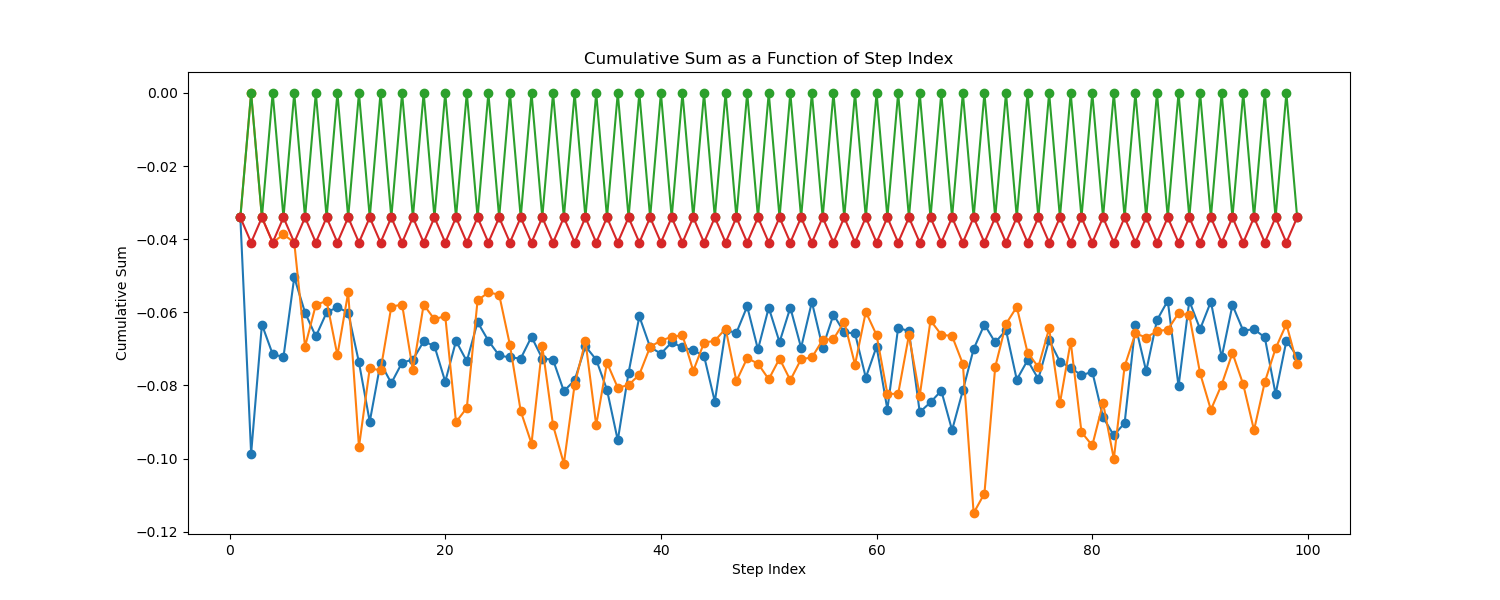 Cumulative Sum as a Function of Step Index
0.00
−0.02
−0.04
−0.06
−0.08
−0.10
−0.12
Cumulative Sum
0 20 40 60 80 100
Step Index